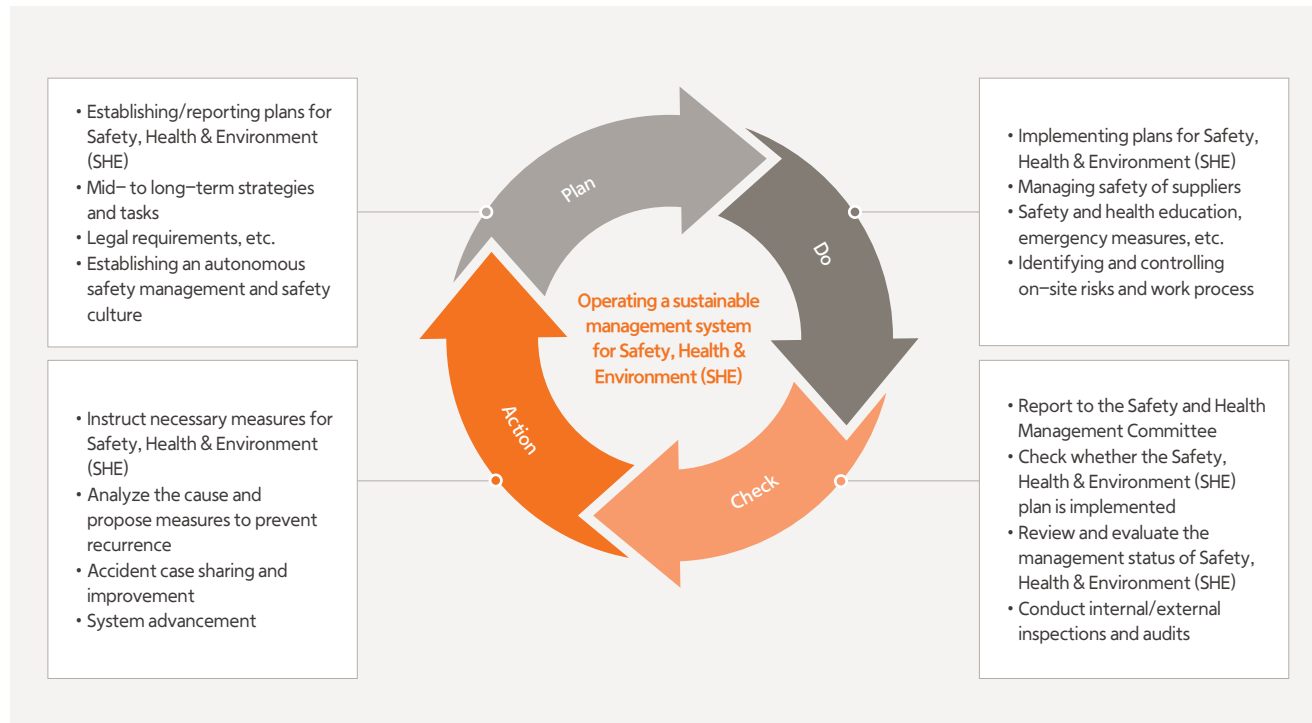 • Establishing/reporting plans for
Safety, Health & Environment
(SHE)
• Mid- to long-term strategies
and tasks
• Legal requirements, etc.
• Establishing an autonomous
safety management and safety
culture
Plan
Do
• Implementing plans for Safety,
Health & Environment (SHE)
• Managing safety of suppliers
• Safety and health education,
emergency measures, etc.
• Identifying and controlling
on-site risks and work process
Operating a sustainable
management system
for Safety, Health &
Environment (SHE)
• Instruct necessary measures for
Safety, Health & Environment
(SHE)
• Analyze the cause and
propose measures to prevent
recurrence
• Accident case sharing and
improvement
• System advancement
Action
Check
• Report to the Safety and Health
Management Committee
• Check whether the Safety,
Health & Environment (SHE)
plan is implemented
• Review and evaluate the
management status of Safety,
Health & Environment (SHE)
• Conduct internal/external
inspections and audits